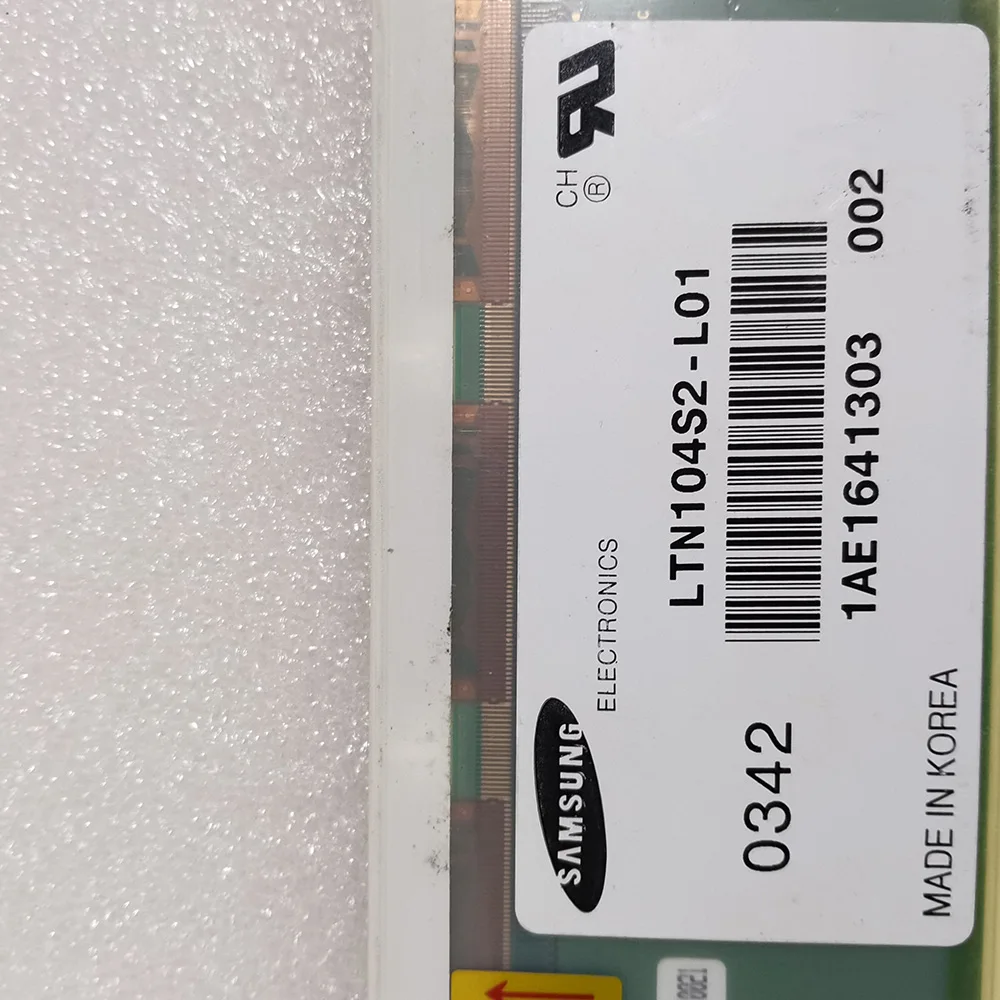 SAMSUNG
ELECTRONICS
CH
®
LTN104S2-L01
0342
1AE1641303 002
MADE IN KOREA